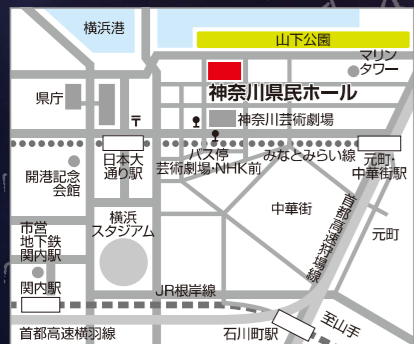 横浜港
山下公園
マリン
タワー
県庁
神奈川県民ホール
〒
神奈川芸術劇場
日本大
通り駅
バス停
芸術劇場・NHK前
みなとみらい線
元町・
中華街駅
開港記念
会館
横浜
スタジアム
中華街
首都高速狩場線
元町
市営
地下鉄
関内駅
関内駅
JR根岸線
首都高速横羽線
石川町駅
至山手